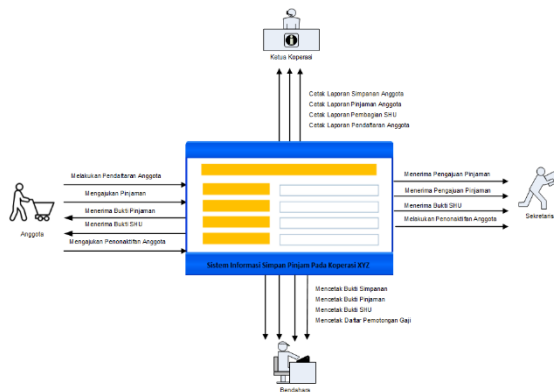 Ketua Koperasi
Cetak Laporan Simpanan Anggota
Cetak Laporan Pinjaman Anggota
Cetak Laporan Pembagian SHU
Cetak Laporan Pendaftaran Anggota
Melakukan Pendaftaran Anggota
Mengajukan Pinjaman
Menerima Bukti Pinjaman
Menerima Bukti SHU
Mengajukan Penonaktifan Anggota
Anggota
Menerima Pengajuan Pinjaman
Menerima Pengajuan Pinjaman
Menerima Bukti SHU
Melakukan Penonaktifan Anggota
Sekretaris
Sistem Informasi Simpan Pinjam Pada Koperasi XYZ
Mencetak Bukti Simpanan
Mencetak Bukti Pinjaman
Mencetak Bukti SHU
Mencetak Daftar Pemotongan Gaji
Bendahara